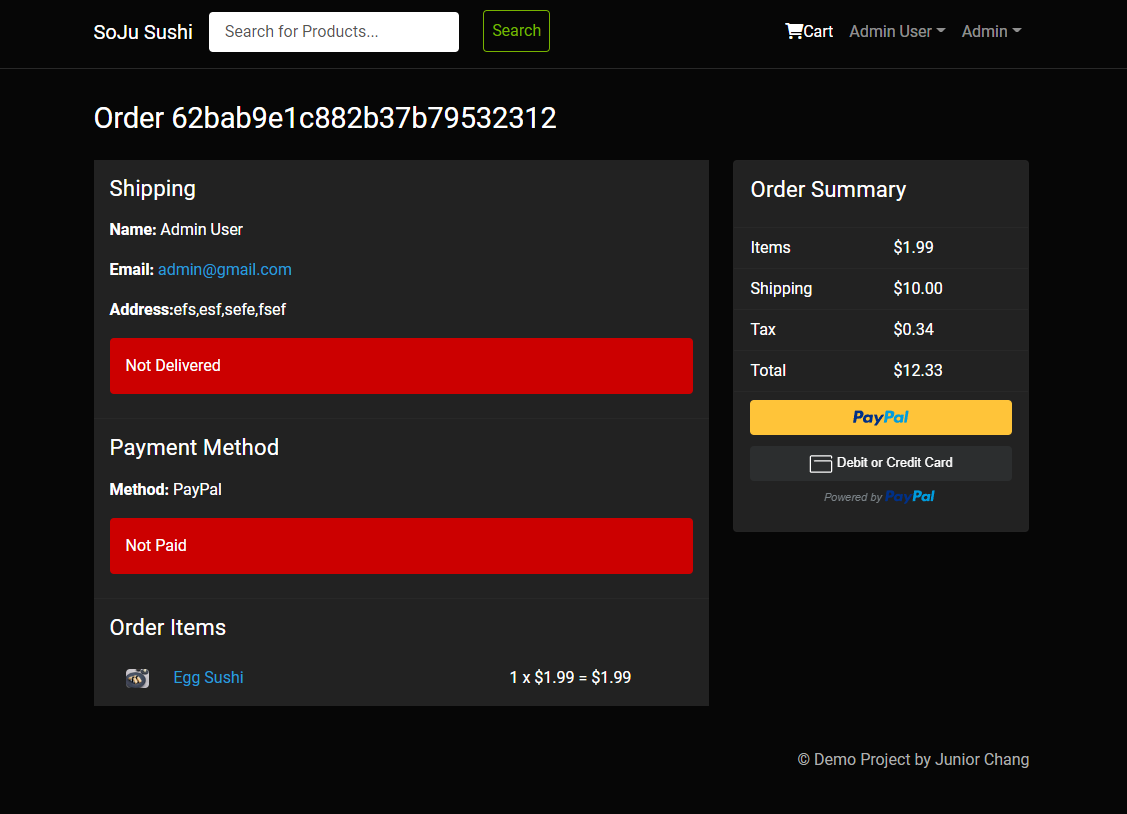 SoJu Sushi Search for Products... Search Cart Admin User Admin
Order 62bab9e1c882b37b79532312
Shipping
Name: Admin User
Email: admin@gmail.com
Address:efs,esf,sefe,fsef
Not Delivered
Payment Method
Method: PayPal
Not Paid
Order Items
Egg Sushi 1 x $1.99 = $1.99
Order Summary
Items $1.99
Shipping $10.00
Tax $0.34
Total $12.33
PayPal
Debit or Credit Card
Powered by PayPal
© Demo Project by Junior Chang